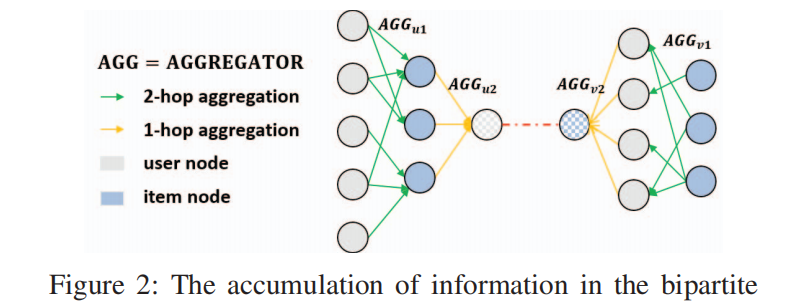 AGG = AGGREGATOR
2-hop aggregation
1-hop aggregation
user node
item node
AGGu1
AGGu2
AGGv2
AGGv1
Figure 2: The accumulation of information in the bipartite